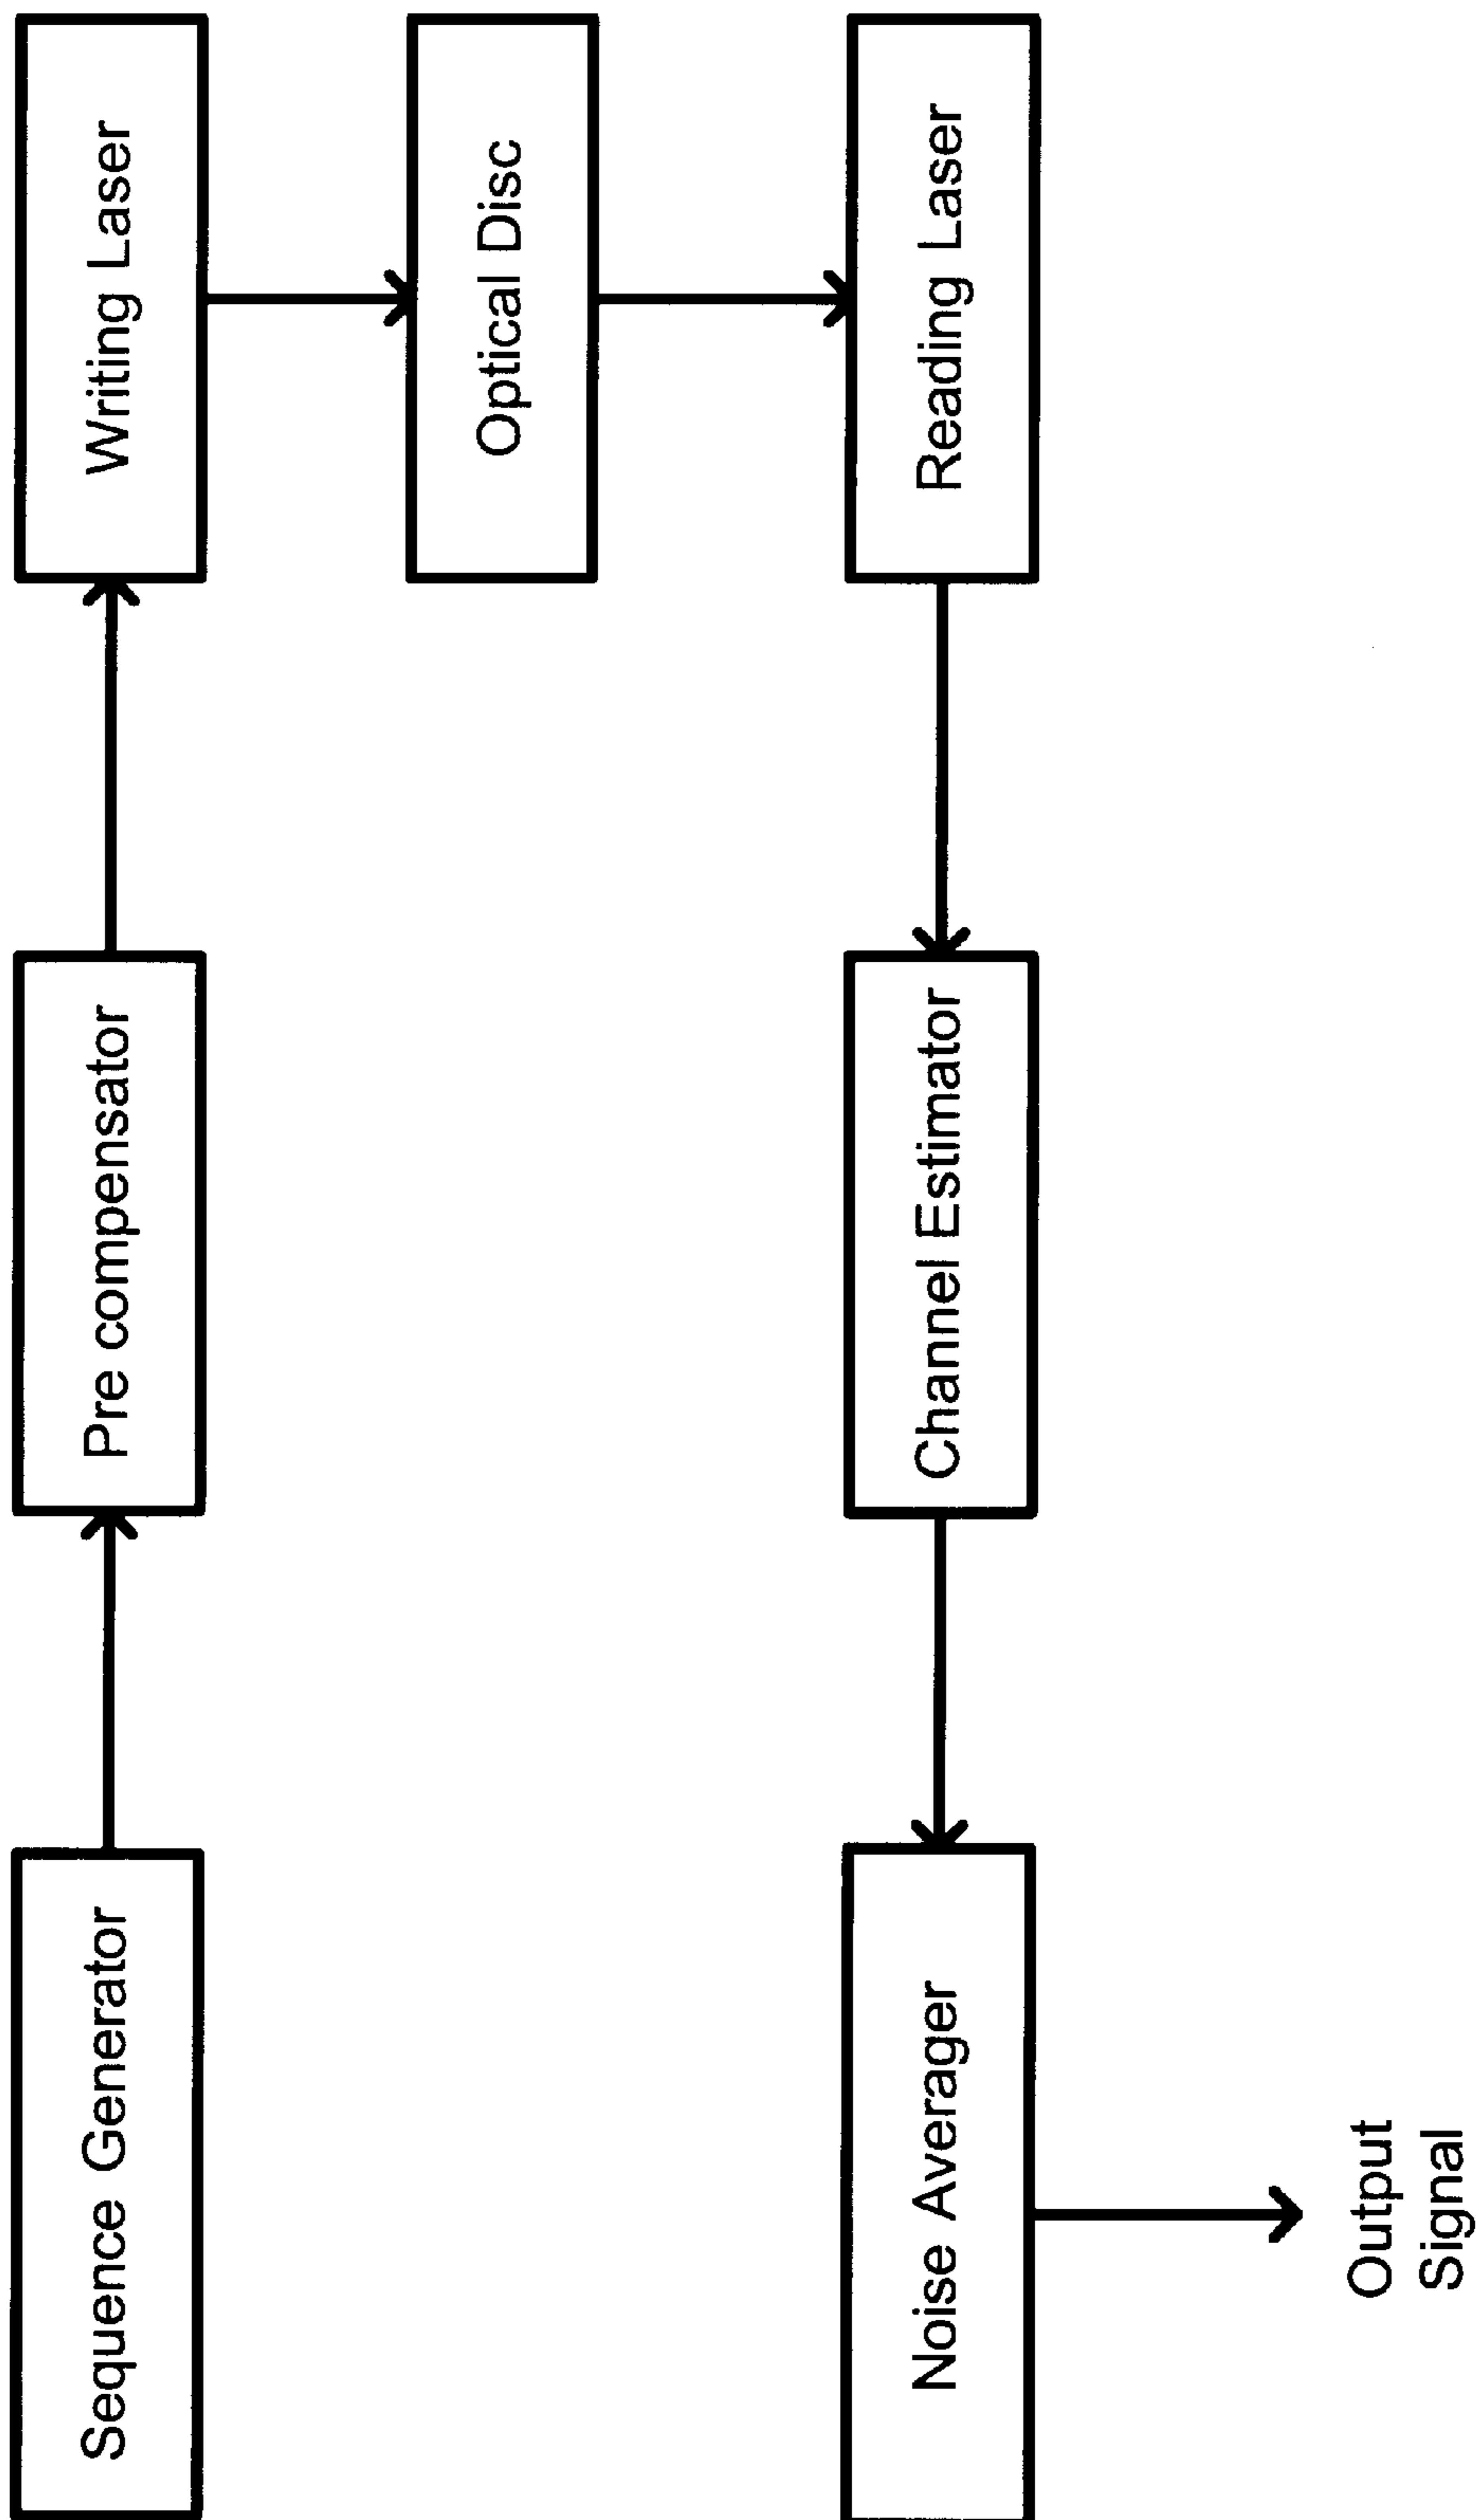 Sequence Generator
Pre compensator
Writing Laser
Optical Disc
Reading Laser
Channel Estimator
Noise Averager
Output
Signal